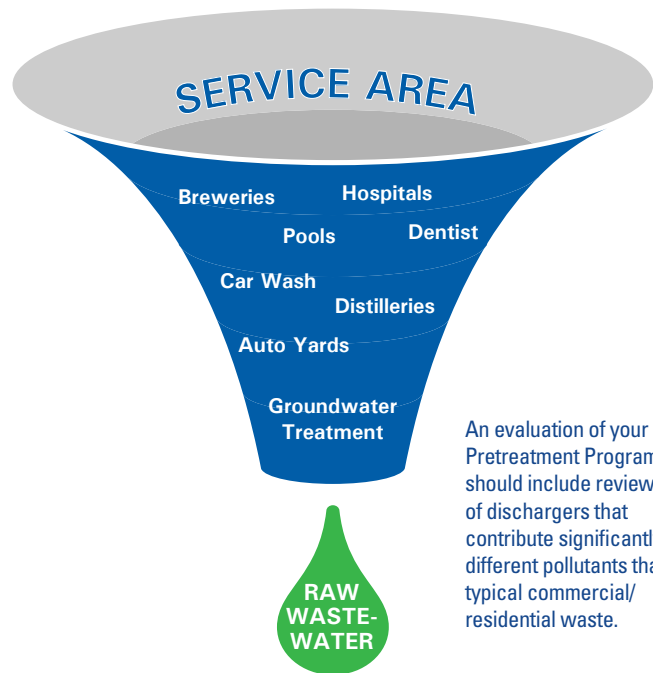 SERVICE AREA
Breweries
Hospitals
Pools
Dentist
Car Wash
Distilleries
Auto Yards
Groundwater
Treatment
An evaluation of your
Pretreatment Program
should include review
of dischargers that
contribute significantl
different pollutants tha
typical commercial/
residential waste.
RAW
WASTE-
WATER